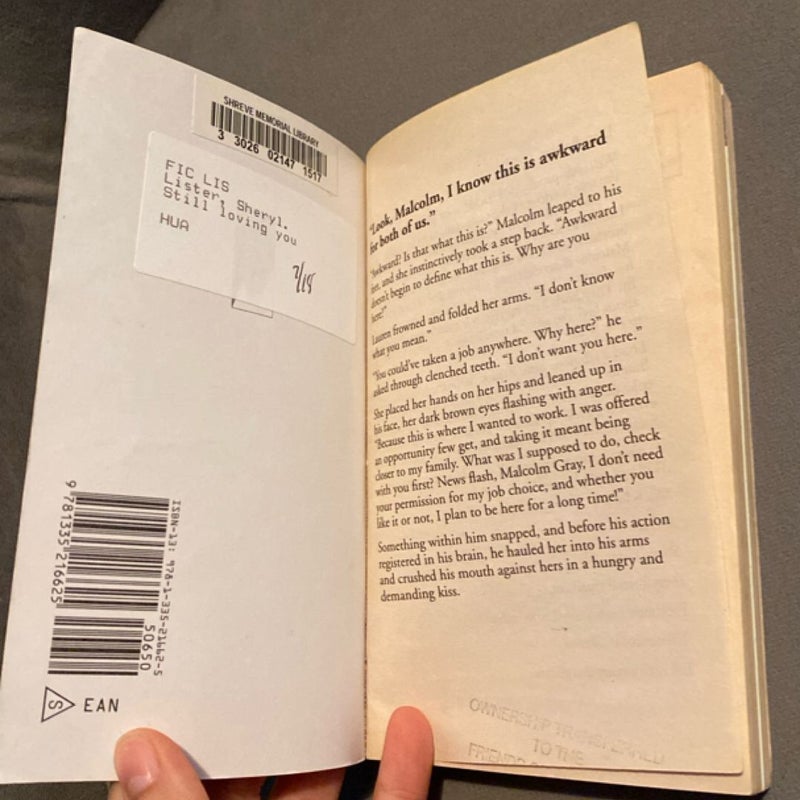 SHREVE MEMORIAL LIBRARY
3 3026 02147 1517
FIC LIS
Lister, Sheryl.
Still loving you
HUA
7/18
ISBN-13: 978-1-335-21662-5
9 781335 216625
50650
S EAN
"Look, Malcolm, I know this is awkward
for both of us."
"Awkward? Is that what this is?" Malcolm leaped to his
feet, and she instinctively took a step back. "Awkward
doesn't begin to define what this is. Why are you
here?"
Lauren frowned and folded her arms. "I don't know
what you mean."
"You could've taken a job anywhere. Why here?" he
asked through clenched teeth. "I don't want you here."
She placed her hands on her hips and leaned up in
his face, her dark brown eyes flashing with anger.
"Because this is where I wanted to work. I was offered
an opportunity few get, and taking it meant being
closer to my family. What was I supposed to do, check
with you first? News flash, Malcolm Gray, I don't need
your permission for my job choice, and whether you
like it or not, I plan to be here for a long time!"
Something within him snapped, and before his action
registered in his brain, he hauled her into his arms
and crushed his mouth against hers in a hungry and
demanding kiss.
OWNERSHIP TRANSFERRED
TO THE
FRIENDS